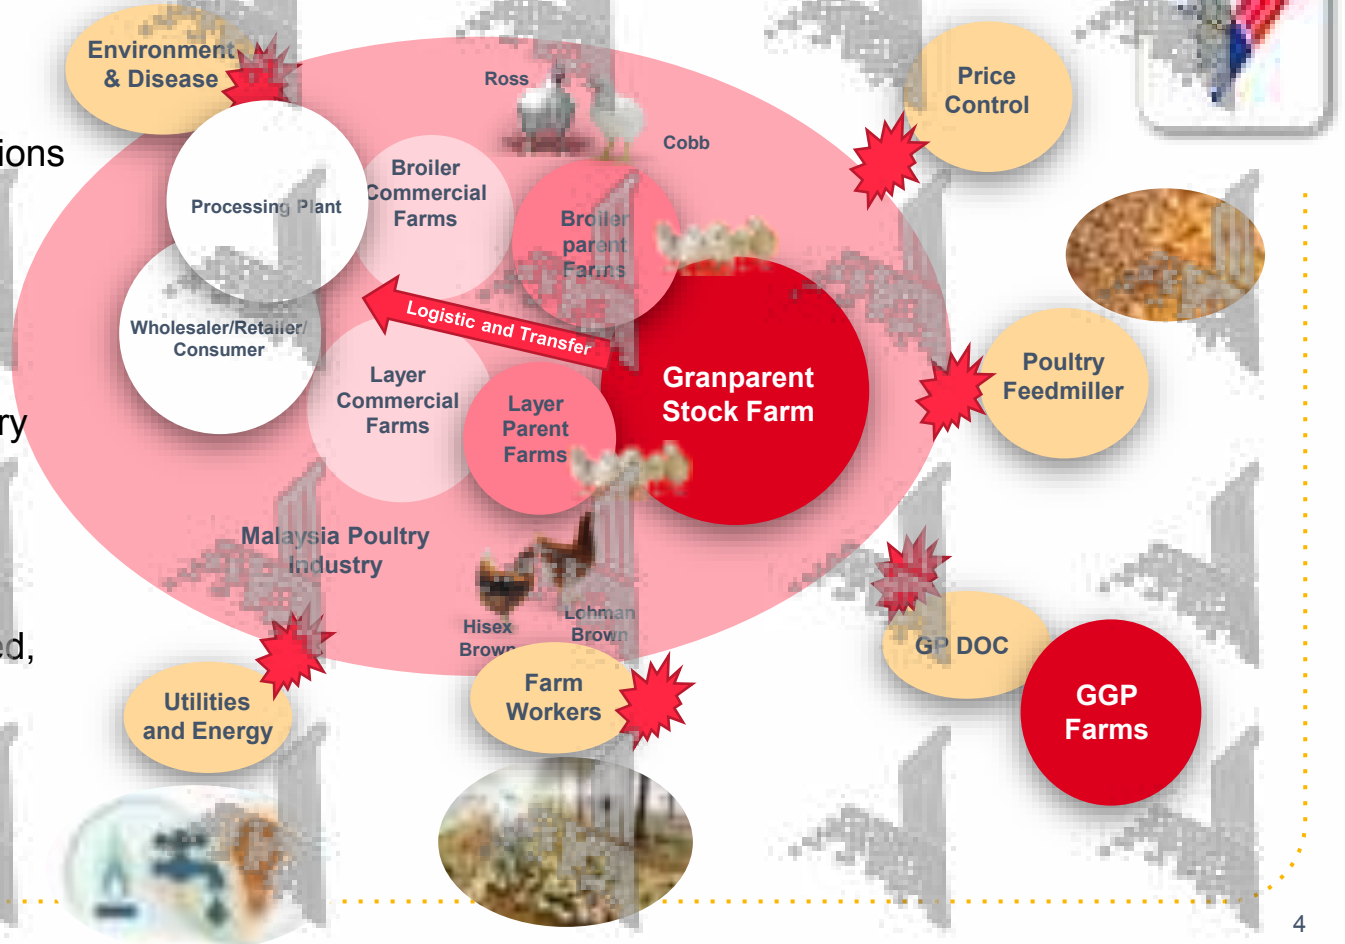 Environment
& Disease
Ross
Cobb
Price
Control
ions
Processing Plant
Broiler
Commercial
Farms
Broiler
parent
Farms
Logistic and Transfer
Wholesaler/Retailer/
Consumer
Layer
Commercial
Farms
Layer
Parent
Farms
Granparent
Stock Farm
Poultry
Feedmiller
ry
Malaysia Poultry
Industry
Hisex
Brown
Lohman
Brown
ed,
GP DOC
GGP
Farms
Utilities
and Energy
Farm
Workers
4